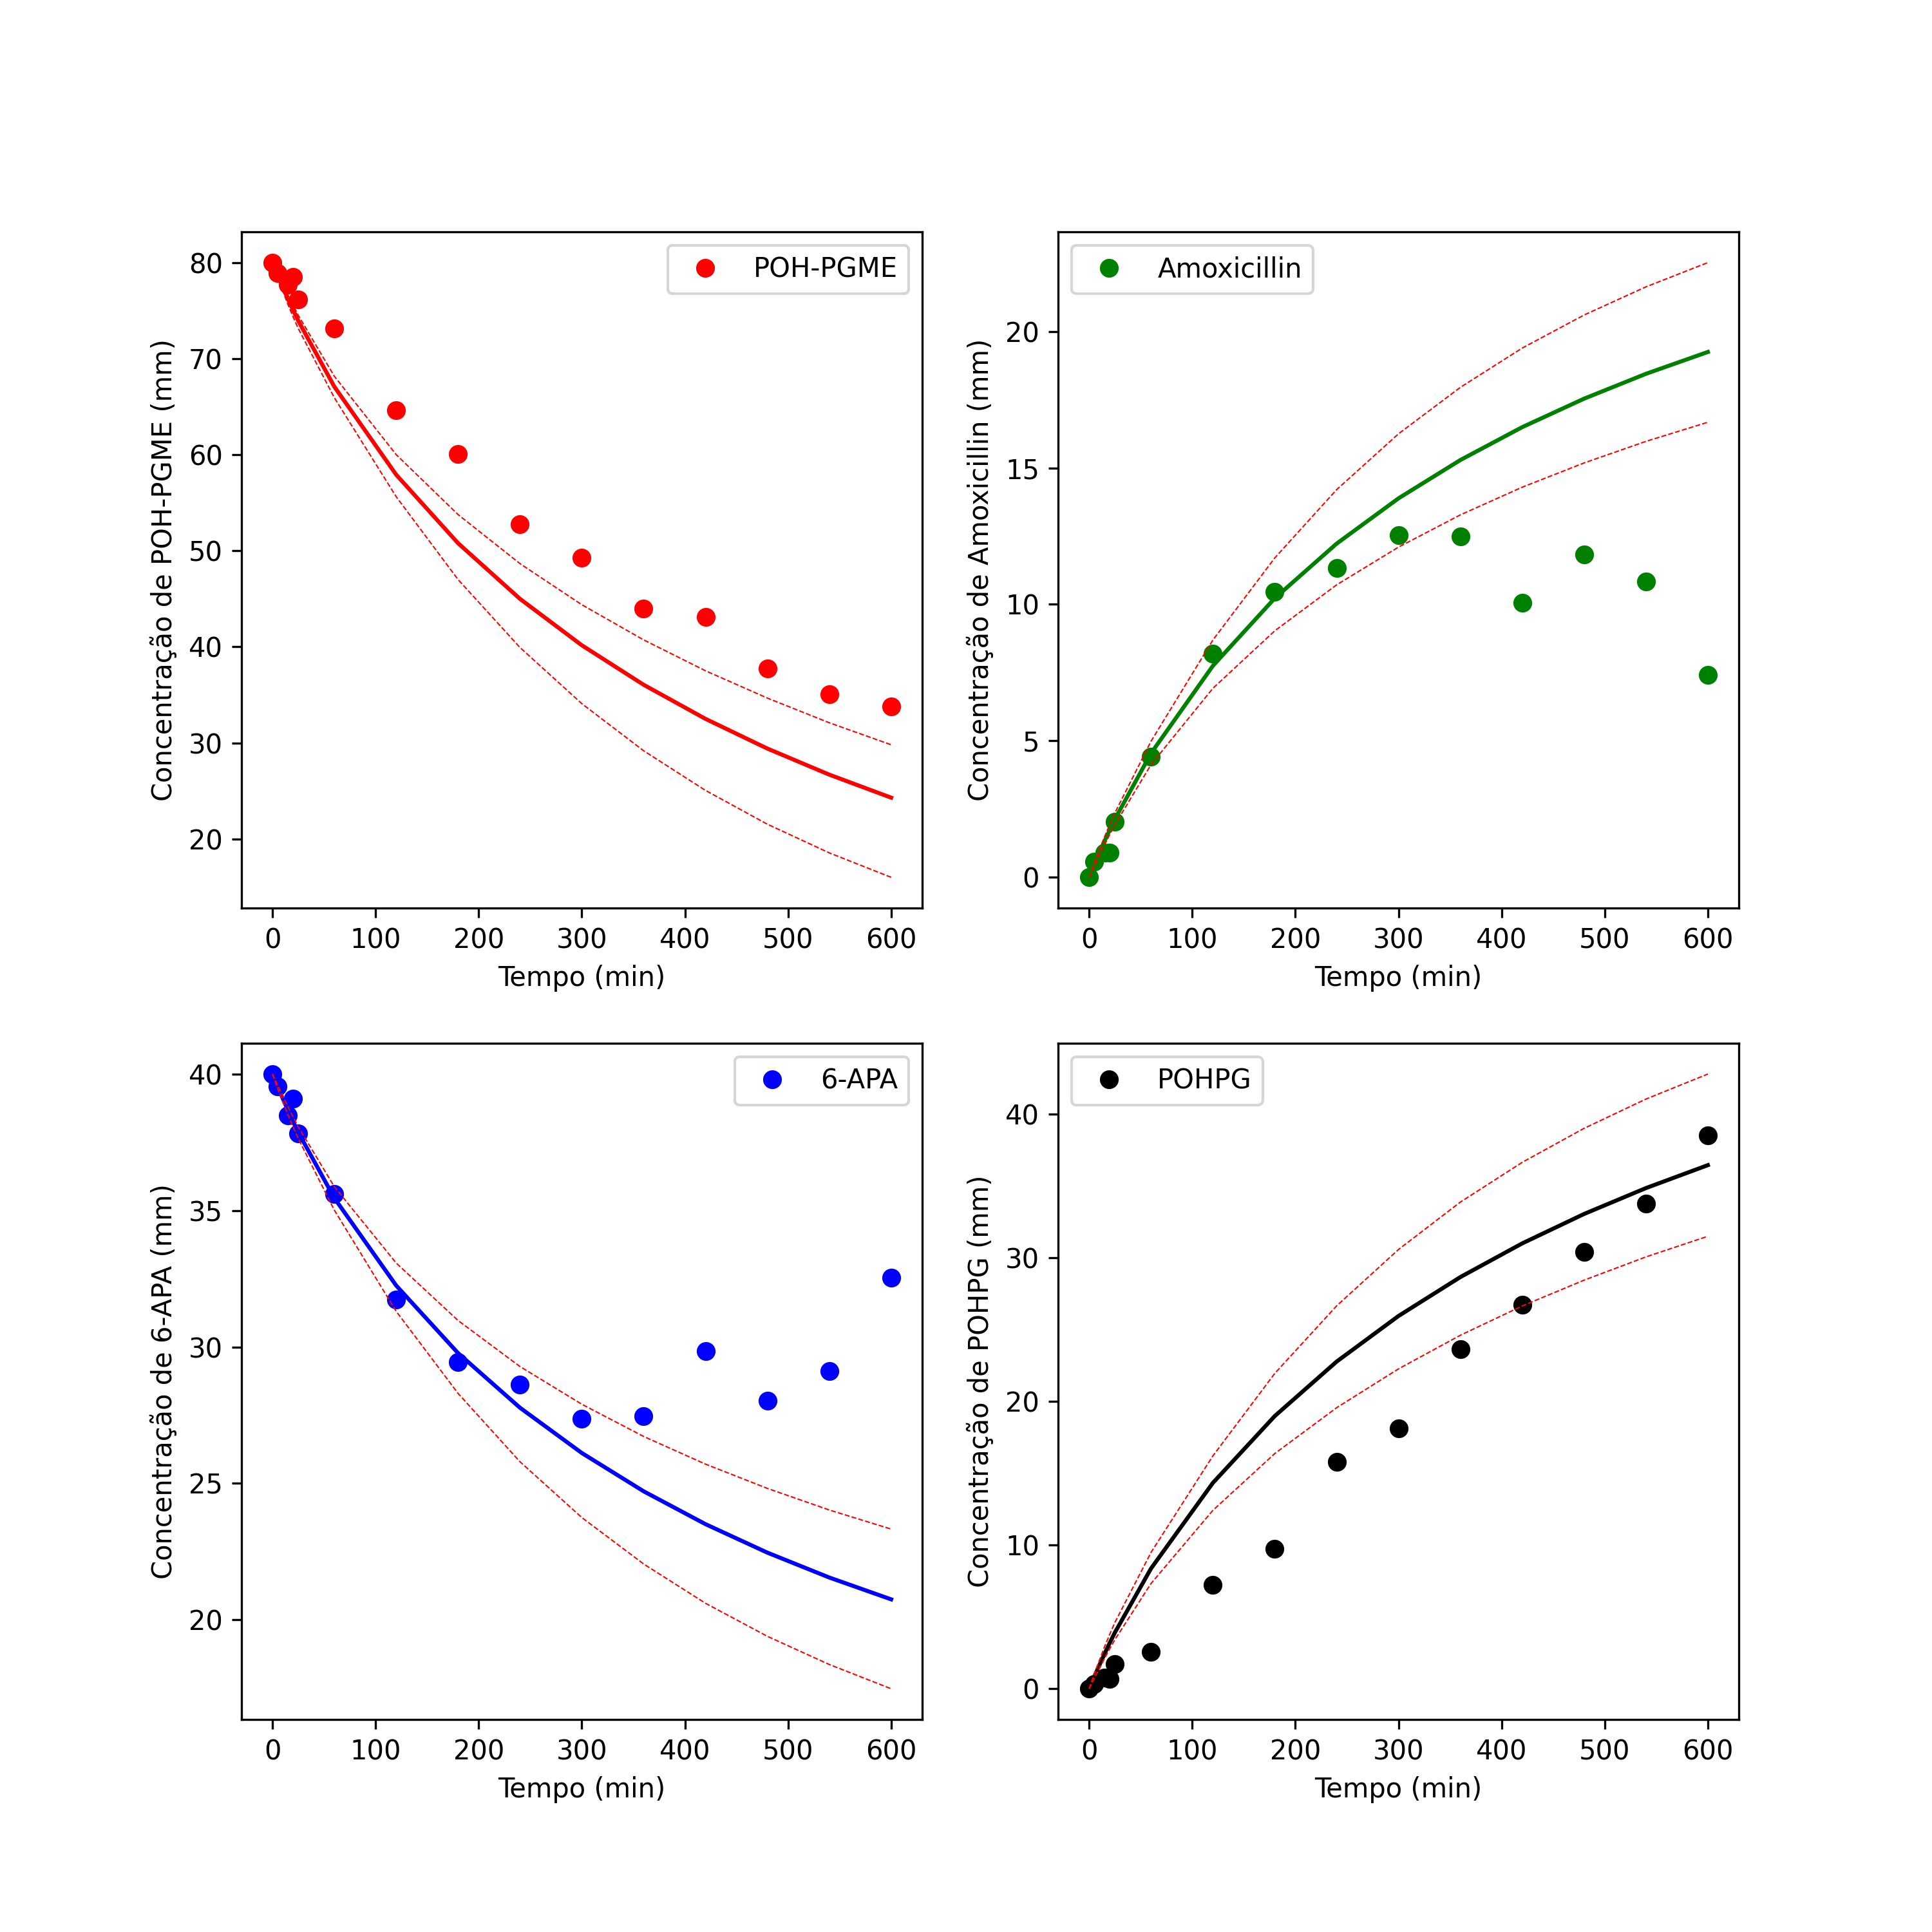 POH-PGME
Concentração de POH-PGME (mm)
80
70
60
50
40
30
20
0 100 200 300 400 500 600
Tempo (min)
Amoxicillin
Concentração de Amoxicillin (mm)
20
15
10
5
0
0 100 200 300 400 500 600
Tempo (min)
6-APA
Concentração de 6-APA (mm)
40
35
30
25
20
0 100 200 300 400 500 600
Tempo (min)
POHPG
Concentração de POHPG (mm)
40
30
20
10
0
0 100 200 300 400 500 600
Tempo (min)